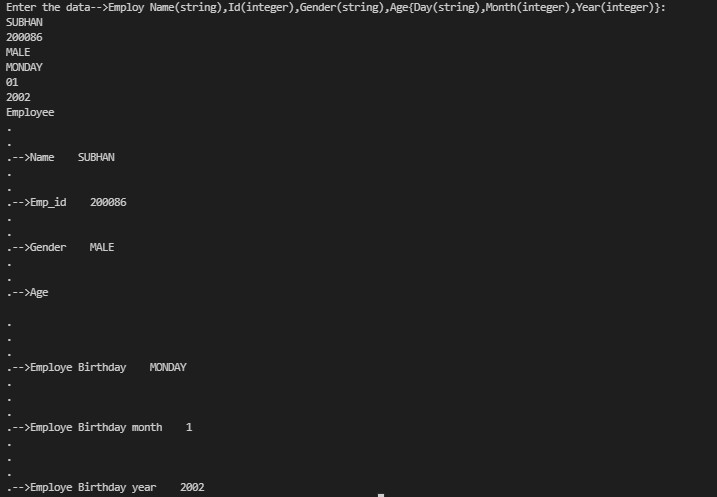 Enter the data-->Employ Name(string),Id(integer),Gender(string),Age{Day(string),Month(integer),Year(integer)}:
SUBHAN
200086
MALE
MONDAY
01
2002
Employee
.
.
.-->Name    SUBHAN
.
.
.-->Emp_id    200086
.
.
.-->Gender    MALE
.
.
.-->Age

.
.
.
.-->Employe Birthday    MONDAY
.
.
.
.-->Employe Birthday month    1
.
.
.
.-->Employe Birthday year    2002